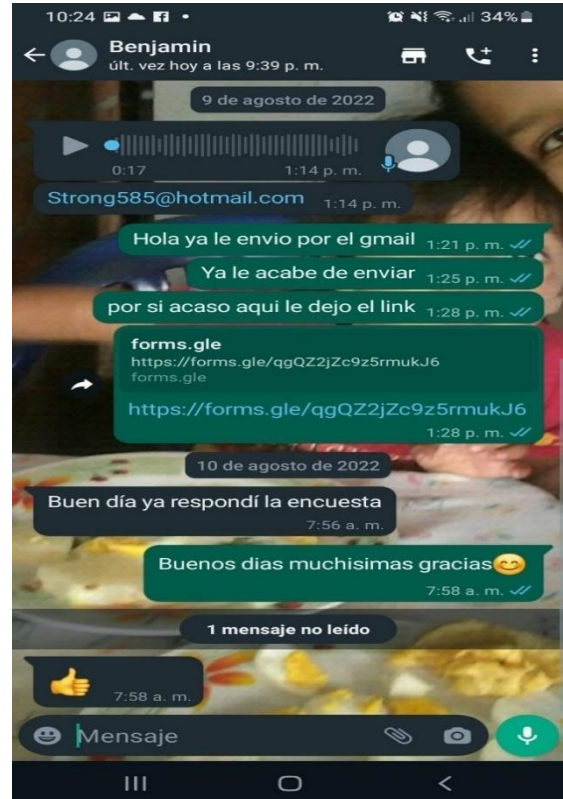 10:24
34%
Benjamin
últ. vez hoy a las 9:39 p. m.
9 de agosto de 2022
0:17 1:14 p. m.
Strong585@hotmail.com 1:14 p. m.
Hola ya le envio por el gmail 1:21 p. m.
Ya le acabe de enviar 1:25 p. m.
por si acaso aqui le dejo el link 1:28 p. m.
forms.gle
https://forms.gle/qgQZ2jZc9z5rmukJ6
forms.gle
https://forms.gle/qgQZ2jZc9z5rmukJ6
1:28 p. m.
10 de agosto de 2022
Buen día ya respondí la encuesta
7:56 a. m.
Buenos dias muchisimas gracias😊
7:58 a. m.
1 mensaje no leído
👍
7:58 a. m.
Mensaje